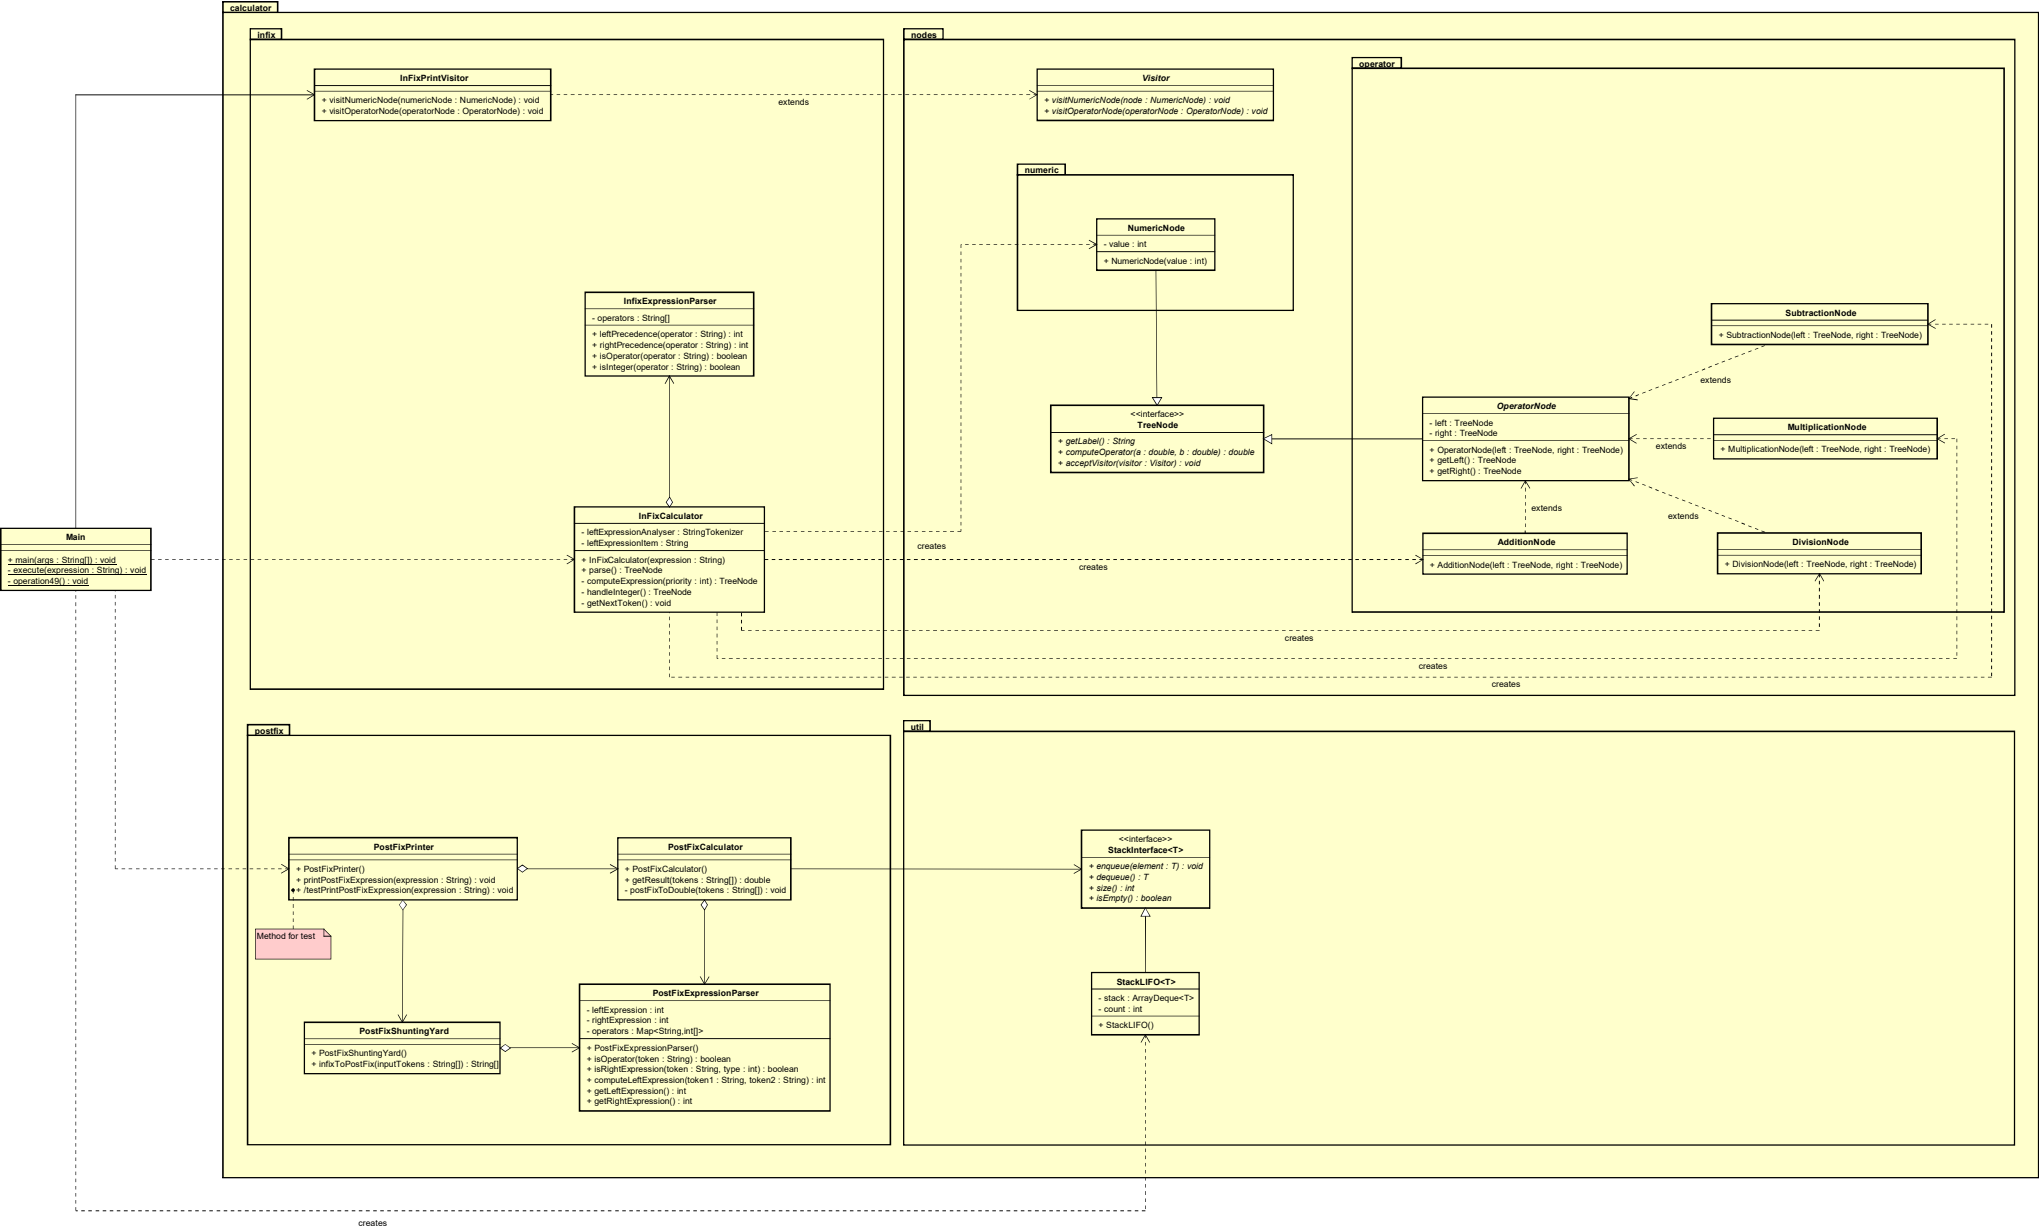 calculator
infix
InFixPrintVisitor
+ visitNumericNode(numericNode : NumericNode) : void
+ visitOperatorNode(operatorNode : OperatorNode) : void
extends
InfixExpressionParser
- operators : String[]
+ leftPrecedence(operator : String) : int
+ rightPrecedence(operator : String) : int
+ isOperator(operator : String) : boolean
+ isInteger(operator : String) : boolean
InFixCalculator
- leftExpressionAnalyser : StringTokenizer
- leftExpressionItem : String
+ InFixCalculator(expression : String)
+ parse() : TreeNode
- computeExpression(priority : int) : TreeNode
- handleInteger() : TreeNode
- getNextToken() : void
Main
+ main(args : String[]) : void
- execute(expression : String) : void
- operation49() : void
nodes
Visitor
+ visitNumericNode(node : NumericNode) : void
+ visitOperatorNode(operatorNode : OperatorNode) : void
numeric
NumericNode
- value : int
+ NumericNode(value : int)
<<interface>>
TreeNode
+ getLabel() : String
+ computeOperator(a : double, b : double) : double
+ acceptVisitor(visitor : Visitor) : void
operator
SubtractionNode
+ SubtractionNode(left : TreeNode, right : TreeNode)
extends
OperatorNode
- left : TreeNode
- right : TreeNode
+ OperatorNode(left : TreeNode, right : TreeNode)
+ getLeft() : TreeNode
+ getRight() : TreeNode
MultiplicationNode
+ MultiplicationNode(left : TreeNode, right : TreeNode)
extends
extends
extends
AdditionNode
+ AdditionNode(left : TreeNode, right : TreeNode)
DivisionNode
+ DivisionNode(left : TreeNode, right : TreeNode)
creates
creates
creates
creates
creates
postfix
PostFixPrinter
+ PostFixPrinter()
+ printPostFixExpression(expression : String) : void
+ /testPrintPostFixExpression(expression : String) : void
Method for test
PostFixCalculator
+ PostFixCalculator()
+ getResult(tokens : String[]) : double
- postFixToDouble(tokens : String[]) : void
PostFixShuntingYard
+ PostFixShuntingYard()
+ infixToPostFix(inputTokens : String[]) : String[]
PostFixExpressionParser
- leftExpression : int
- rightExpression : int
- operators : Map<String,int[]>
+ PostFixExpressionParser()
+ isOperator(token : String) : boolean
+ isRightExpression(token : String, type : int) : boolean
+ computeLeftExpression(token1 : String, token2 : String) : int
+ getLeftExpression() : int
+ getRightExpression() : int
util
<<interface>>
StackInterface<T>
+ enqueue(element : T) : void
+ dequeue() : T
+ size() : int
+ isEmpty() : boolean
StackLIFO<T>
- stack : ArrayDeque<T>
- count : int
+ StackLIFO()
creates